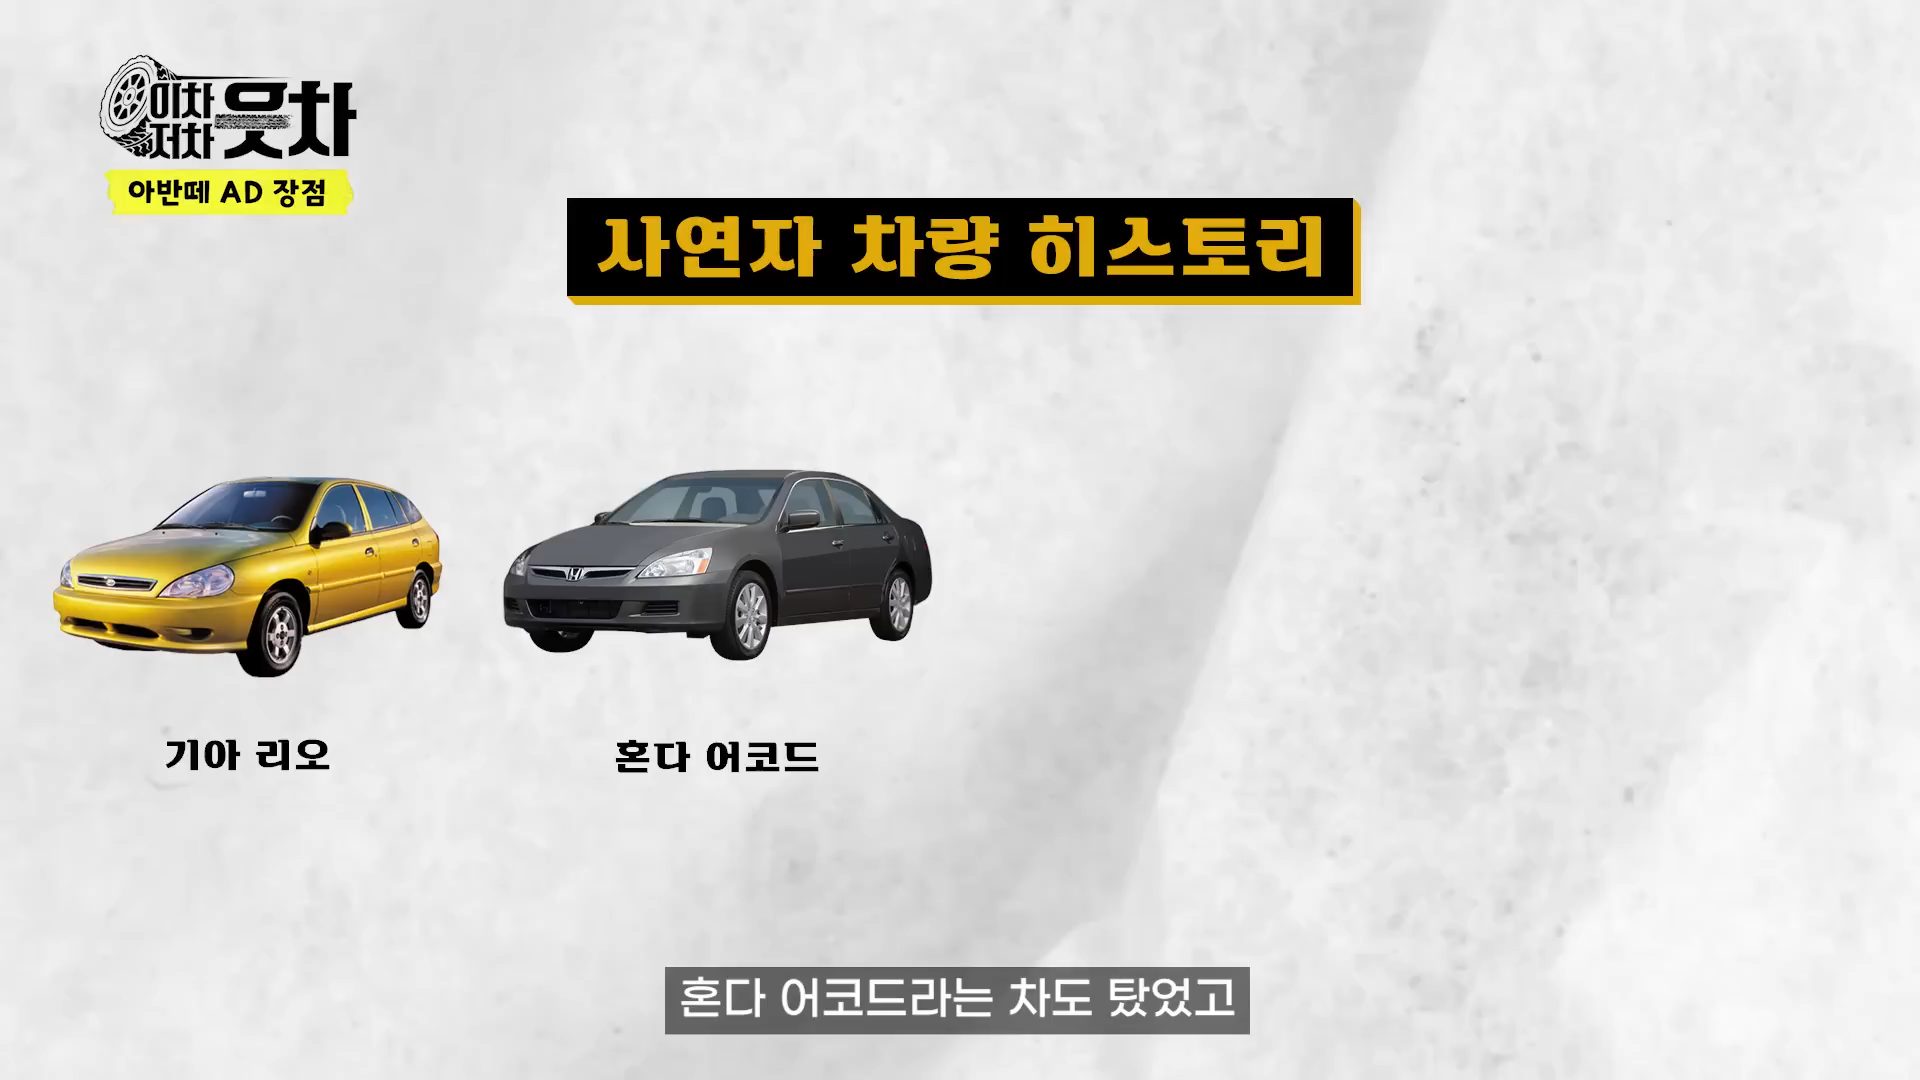 이차
저차
웃차
아반떼 AD 장점
사연자 차량 히스토리
기아 리오
혼다 어코드
혼다 어코드라는 차도 탔었고